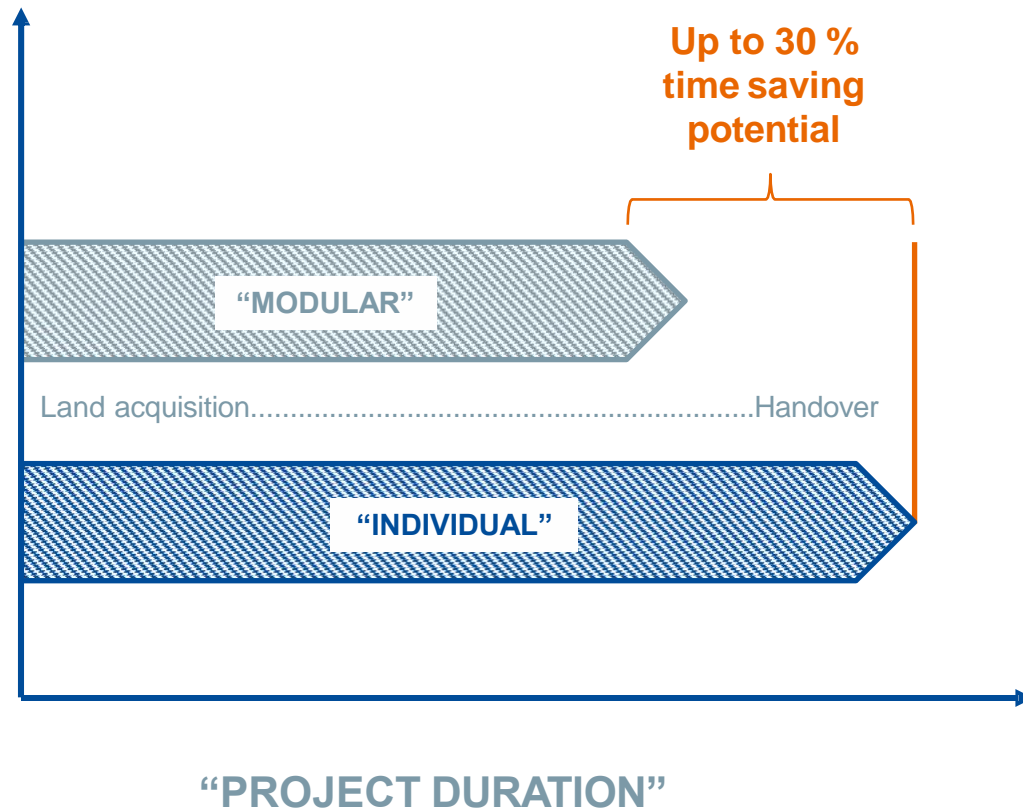 Up to 30 %
time saving
potential
“MODULAR”
Land acquisition..............................................................Handover
“INDIVIDUAL”
“PROJECT DURATION”